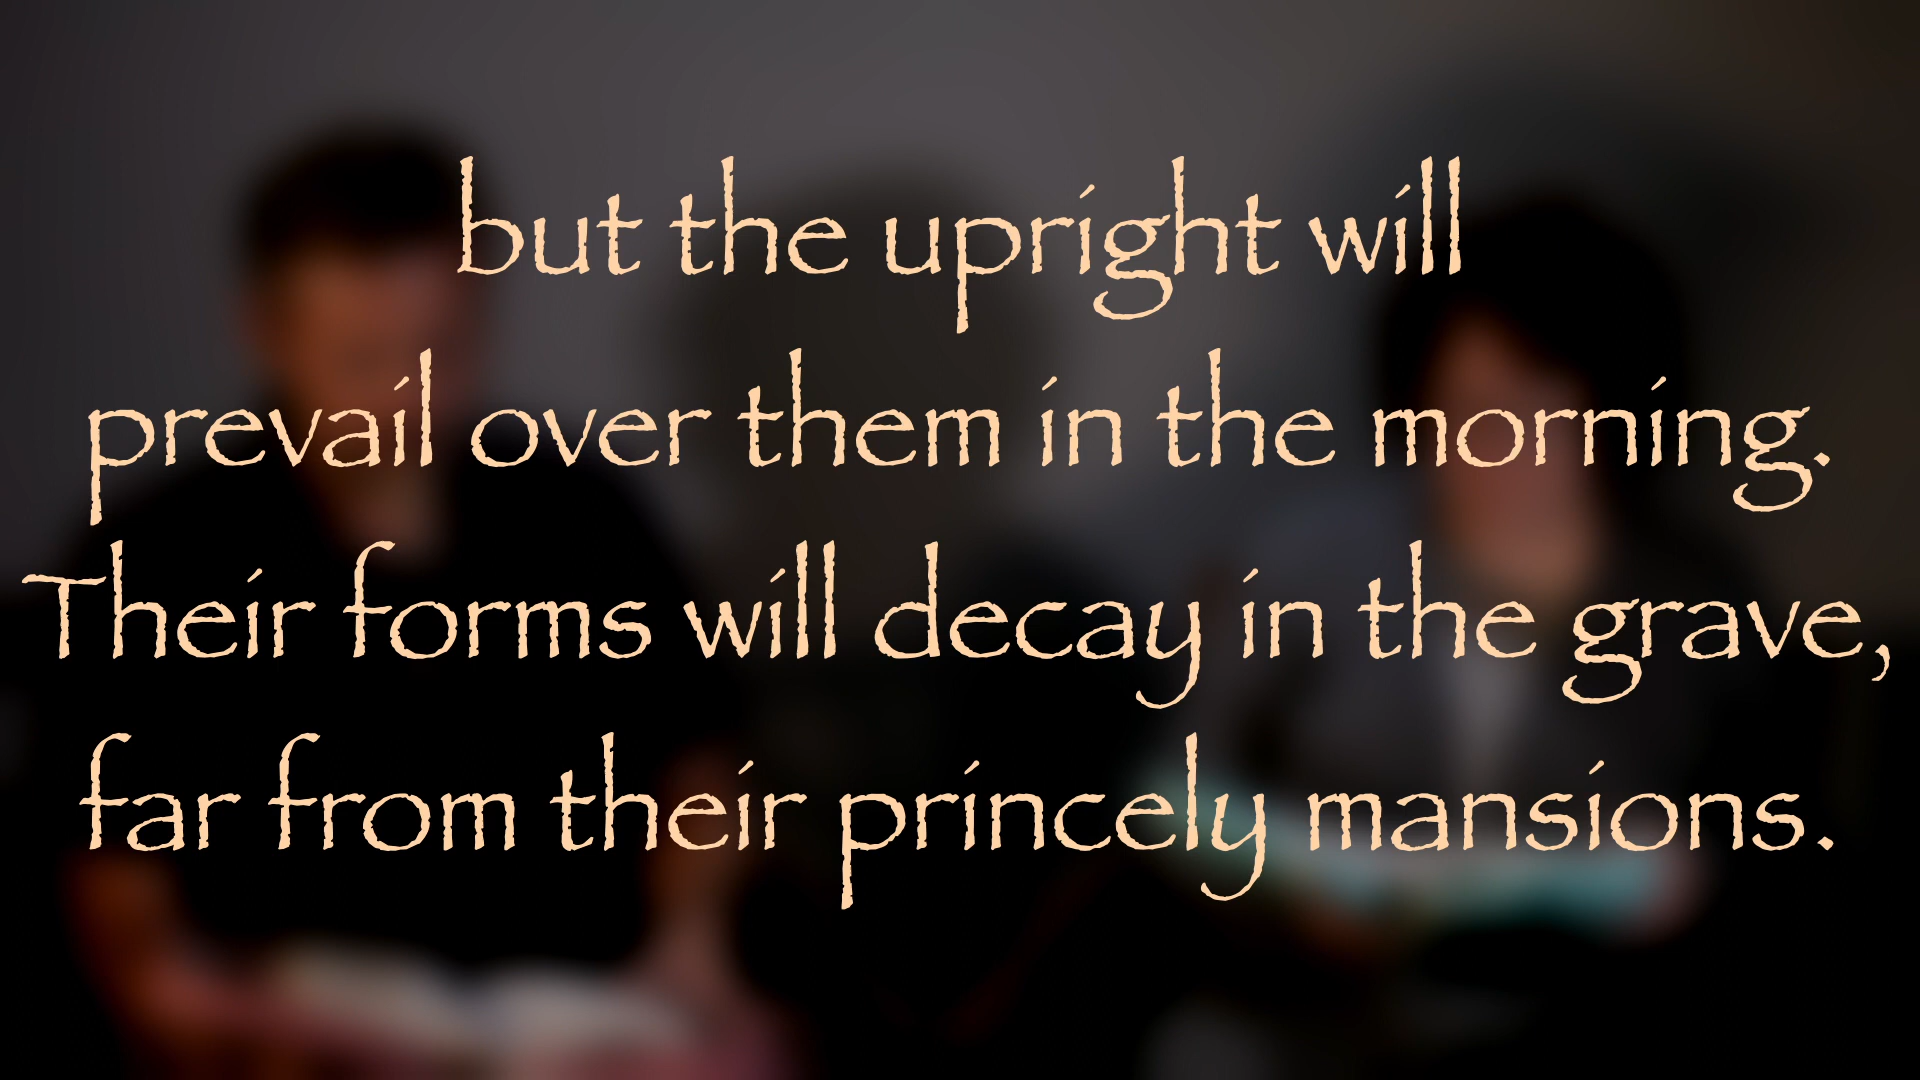 but the upright will
prevail over them in the morning.
Their forms will decay in the grave,
far from their princely mansions.